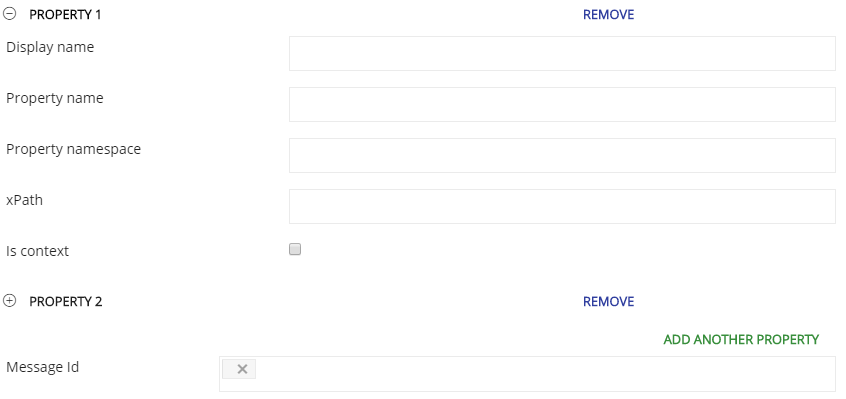 PROPERTY 1 REMOVE
Display name
Property name
Property namespace
xPath
Is context
PROPERTY 2 REMOVE
ADD ANOTHER PROPERTY
Message Id